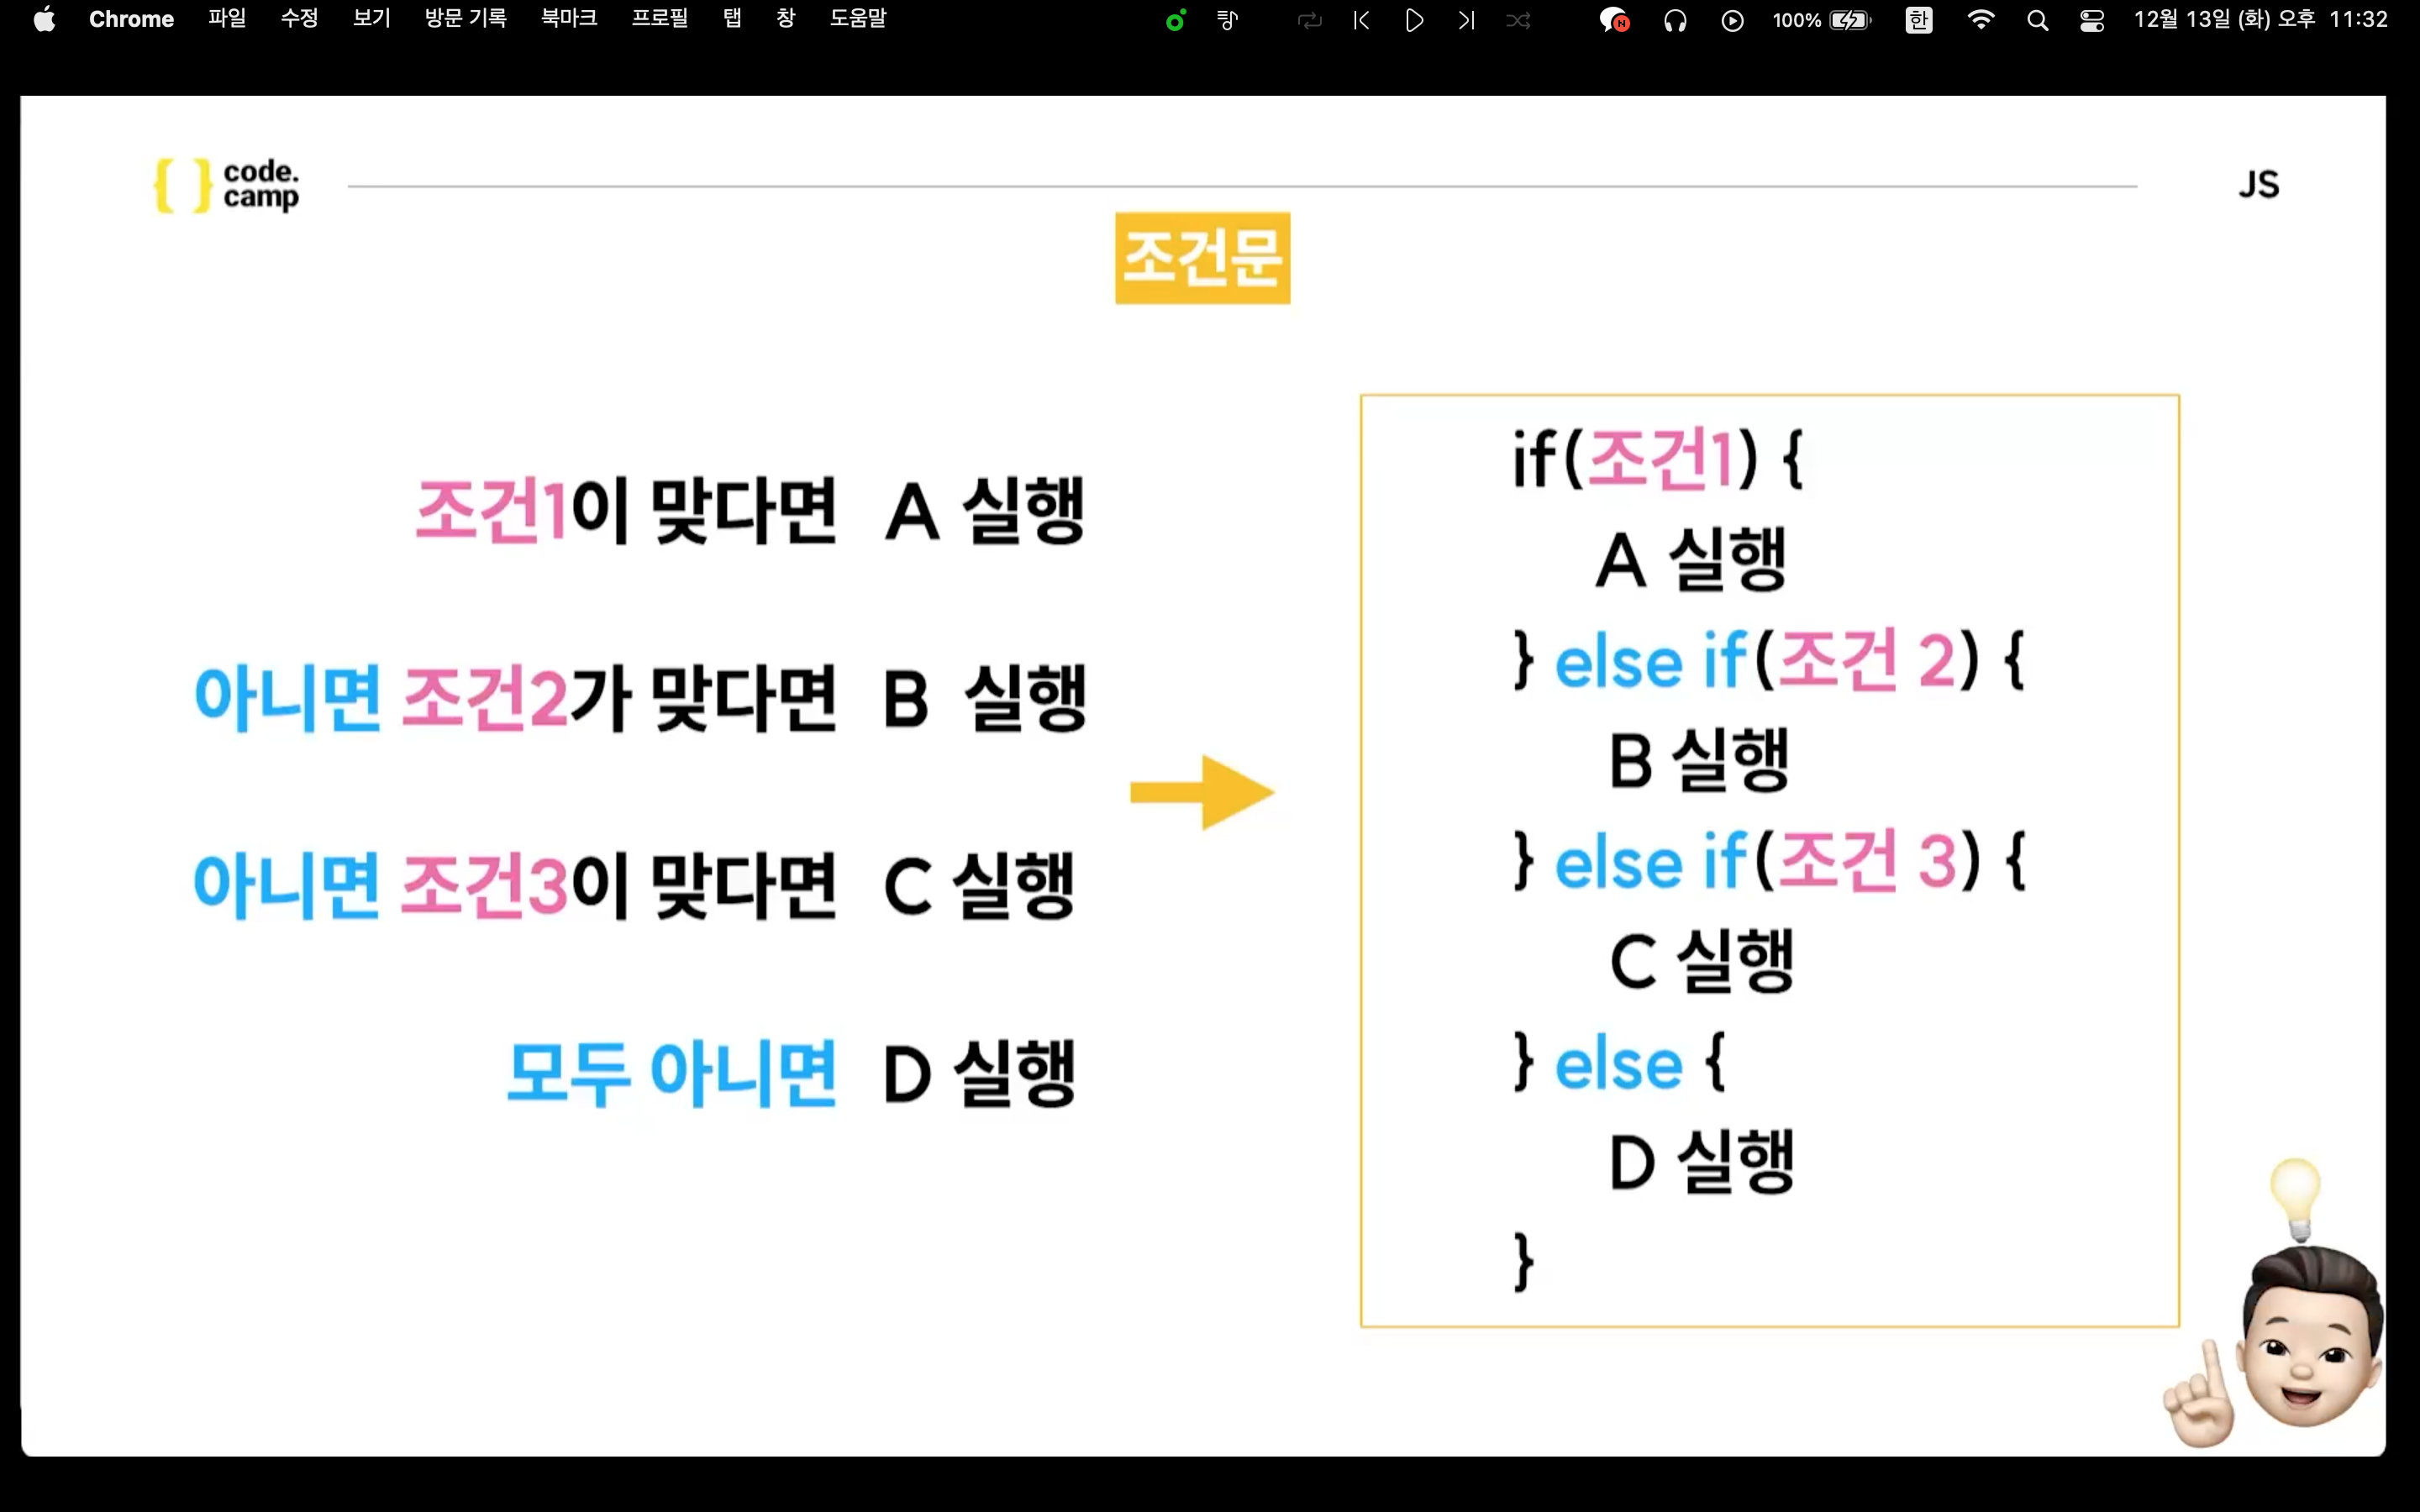 Chrome 파일 수정 보기 방문 기록 북마크 프로필 탭 창 도움말 100% 한 12월 13일 (화) 오후 11:32
{ } code.
camp
JS
조건문
조건1이 맞다면 A 실행
아니면 조건2가 맞다면 B 실행
아니면 조건3이 맞다면 C 실행
모두 아니면 D 실행
if(조건1) {
A 실행
} else if(조건 2) {
B 실행
} else if(조건 3) {
C 실행
} else {
D 실행
}